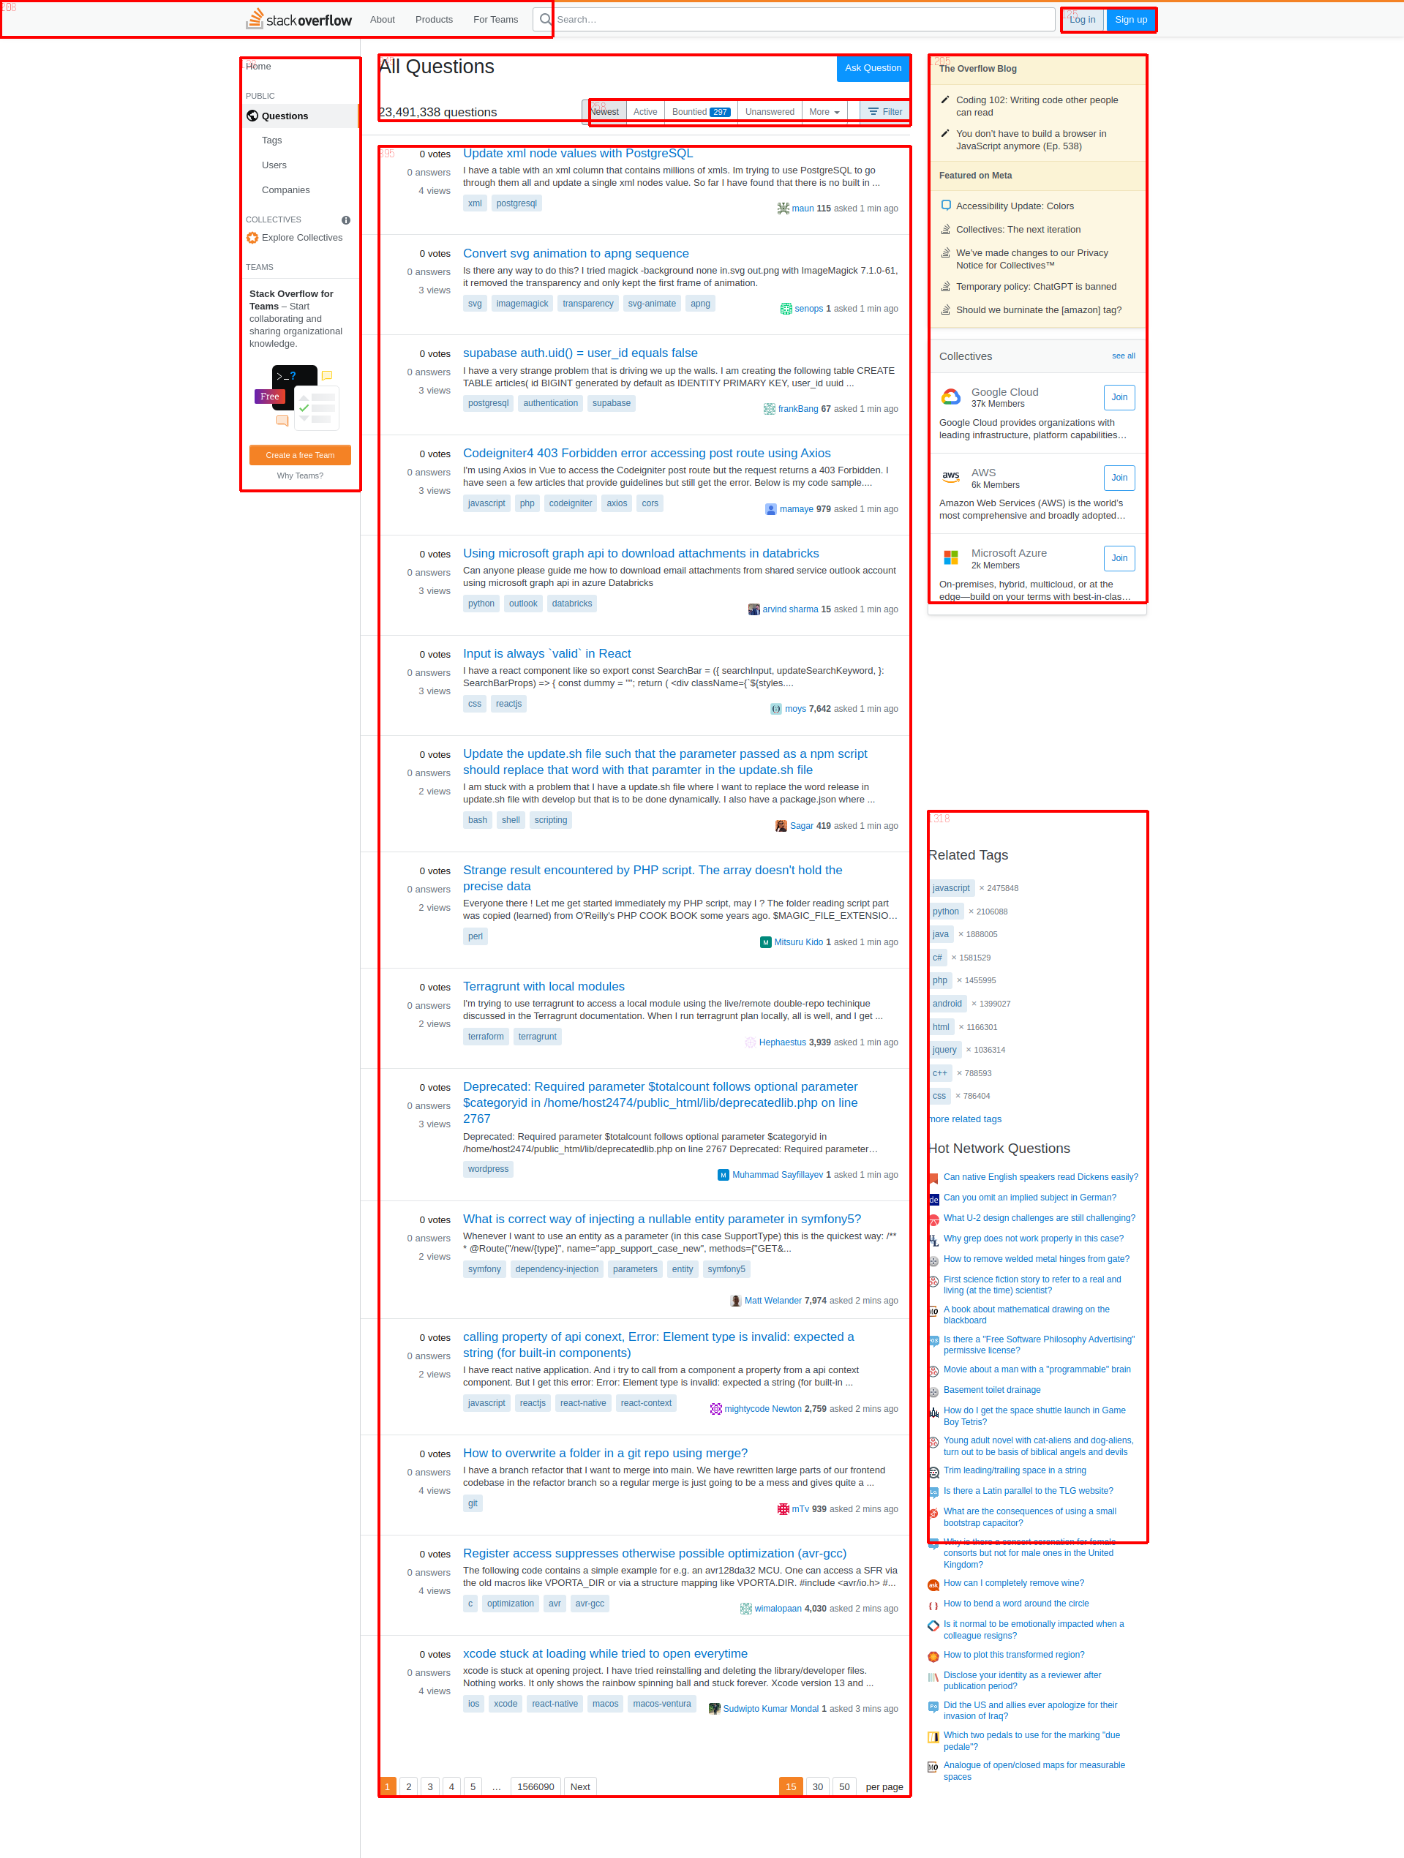 stackoverflow
About
Products
For Teams
Search…
Log in
Sign up
Home
PUBLIC
Questions
Tags
Users
Companies
COLLECTIVES
Explore Collectives
TEAMS
Stack Overflow for
Teams – Start
collaborating and
sharing organizational
knowledge.
>_?
Free
Create a free Team
Why Teams?
All Questions
Ask Question
23,491,338 questions
Newest
Active
Bountied 297
Unanswered
More
Filter
0 votes
0 answers
4 views
Update xml node values with PostgreSQL
I have a table with an xml column that contains millions of xmls. Im trying to use PostgreSQL to go
through them all and update a single xml nodes value. So far I have found that there is no built in ...
xml postgresql
maun 115 asked 1 min ago
0 votes
0 answers
3 views
Convert svg animation to apng sequence
Is there any way to do this? I tried magick -background none in.svg out.png with ImageMagick 7.1.0-61,
it removed the transparency and only kept the first frame of animation.
svg imagemagick transparency svg-animate apng
senops 1 asked 1 min ago
0 votes
0 answers
3 views
supabase auth.uid() = user_id equals false
I have a very strange problem that is driving we up the walls. I am creating the following table CREATE
TABLE articles( id BIGINT generated by default as IDENTITY PRIMARY KEY, user_id uuid ...
postgresql authentication supabase
frankBang 67 asked 1 min ago
0 votes
0 answers
3 views
Codeigniter4 403 Forbidden error accessing post route using Axios
I'm using Axios in Vue to access the Codeigniter post route but the request returns a 403 Forbidden. I
have seen a few articles that provide guidelines but still get the error. Below is my code sample....
javascript php codeigniter axios cors
mamaye 979 asked 1 min ago
0 votes
0 answers
3 views
Using microsoft graph api to download attachments in databricks
Can anyone please guide me how to download email attachments from shared service outlook account
using microsoft graph api in azure Databricks
python outlook databricks
arvind sharma 15 asked 1 min ago
0 votes
0 answers
3 views
Input is always `valid` in React
I have a react component like so export const SearchBar = ({ searchInput, updateSearchKeyword, }:
SearchBarProps) => { const dummy = ""; return ( <div className={`${styles....
css reactjs
moys 7,642 asked 1 min ago
0 votes
0 answers
2 views
Update the update.sh file such that the parameter passed as a npm script
should replace that word with that paramter in the update.sh file
I am stuck with a problem that I have a update.sh file where I want to replace the word release in
update.sh file with develop but that is to be done dynamically. I also have a package.json where ...
bash shell scripting
Sagar 419 asked 1 min ago
0 votes
0 answers
2 views
Strange result encountered by PHP script. The array doesn't hold the
precise data
Everyone there ! Let me get started immediately my PHP script, may I ? The folder reading script part
was copied (learned) from O'Reilly's PHP COOK BOOK some years ago. $MAGIC_FILE_EXTENSIO…
perl
Mitsuru Kido 1 asked 1 min ago
0 votes
0 answers
2 views
Terragrunt with local modules
I'm trying to use terragrunt to access a local module using the live/remote double-repo techinique
discussed in the Terragrunt documentation. When I run terragrunt plan locally, all is well, and I get ...
terraform terragrunt
Hephaestus 3,939 asked 1 min ago
0 votes
0 answers
3 views
Deprecated: Required parameter $totalcount follows optional parameter
$categoryid in /home/host2474/public_html/lib/deprecatedlib.php on line
2767
Deprecated: Required parameter $totalcount follows optional parameter $categoryid in
/home/host2474/public_html/lib/deprecatedlib.php on line 2767 Deprecated: Required parameter…
wordpress
Muhammad Sayfillayev 1 asked 1 min ago
0 votes
0 answers
2 views
What is correct way of injecting a nullable entity parameter in symfony5?
Whenever I want to use an entity as a parameter (in this case SupportType) this is the quickest way: /**
* @Route("/new/{type}", name="app_support_case_new", methods={"GET&...
symfony dependency-injection parameters entity symfony5
Matt Welander 7,974 asked 2 mins ago
0 votes
0 answers
2 views
calling property of api conext, Error: Element type is invalid: expected a
string (for built-in components)
I have react native application. And i try to call from a component a property from a api context
component. But I get this error: Error: Element type is invalid: expected a string (for built-in ...
javascript reactjs react-native react-context
mightycode Newton 2,759 asked 2 mins ago
0 votes
0 answers
4 views
How to overwrite a folder in a git repo using merge?
I have a branch refactor that I want to merge into main. We have rewritten large parts of our frontend
codebase in the refactor branch so a regular merge is just going to be a mess and gives quite a ...
git
mTv 939 asked 2 mins ago
0 votes
0 answers
4 views
Register access suppresses otherwise possible optimization (avr-gcc)
The following code contains a simple example for e.g. an avr128da32 MCU. One can access a SFR via
the old macros like VPORTA_DIR or via a structure mapping like VPORTA.DIR. #include <avr/io.h> #...
c optimization avr avr-gcc
wimalopaan 4,030 asked 2 mins ago
0 votes
0 answers
4 views
xcode stuck at loading while tried to open everytime
xcode is stuck at opening project. I have tried reinstalling and deleting the library/developer files.
Nothing works. It only shows the rainbow spinning ball and stuck forever. Xcode version 13 and ...
ios xcode react-native macos macos-ventura
Sudwipto Kumar Mondal 1 asked 3 mins ago
1 2 3 4 5 … 1566090 Next
15 30 50 per page
The Overflow Blog
Coding 102: Writing code other people
can read
You don't have to build a browser in
JavaScript anymore (Ep. 538)
Featured on Meta
Accessibility Update: Colors
Collectives: The next iteration
We've made changes to our Privacy
Notice for Collectives™
Temporary policy: ChatGPT is banned
Should we burninate the [amazon] tag?
Collectives
see all
Google Cloud
37k Members
Join
Google Cloud provides organizations with
leading infrastructure, platform capabilities…
aws
AWS
6k Members
Join
Amazon Web Services (AWS) is the world's
most comprehensive and broadly adopted…
Microsoft Azure
2k Members
Join
On-premises, hybrid, multicloud, or at the
edge—build on your terms with best-in-clas…
1318
Related Tags
javascript × 2475848
python × 2106088
java × 1888005
c# × 1581529
php × 1455995
android × 1399027
html × 1166301
jquery × 1036314
c++ × 788593
css × 786404
more related tags
Hot Network Questions
Can native English speakers read Dickens easily?
Can you omit an implied subject in German?
What U-2 design challenges are still challenging?
Why grep does not work properly in this case?
How to remove welded metal hinges from gate?
First science fiction story to refer to a real and
living (at the time) scientist?
A book about mathematical drawing on the
blackboard
Is there a "Free Software Philosophy Advertising"
permissive license?
Movie about a man with a "programmable" brain
Basement toilet drainage
How do I get the space shuttle launch in Game
Boy Tetris?
Young adult novel with cat-aliens and dog-aliens,
turn out to be basis of biblical angels and devils
Trim leading/trailing space in a string
Is there a Latin parallel to the TLG website?
What are the consequences of using a small
bootstrap capacitor?
Why is there a consort coronation for female
consorts but not for male ones in the United
Kingdom?
How can I completely remove wine?
How to bend a word around the circle
Is it normal to be emotionally impacted when a
colleague resigns?
How to plot this transformed region?
Disclose your identity as a reviewer after
publication period?
Did the US and allies ever apologize for their
invasion of Iraq?
Which two pedals to use for the marking "due
pedale"?
Analogue of open/closed maps for measurable
spaces